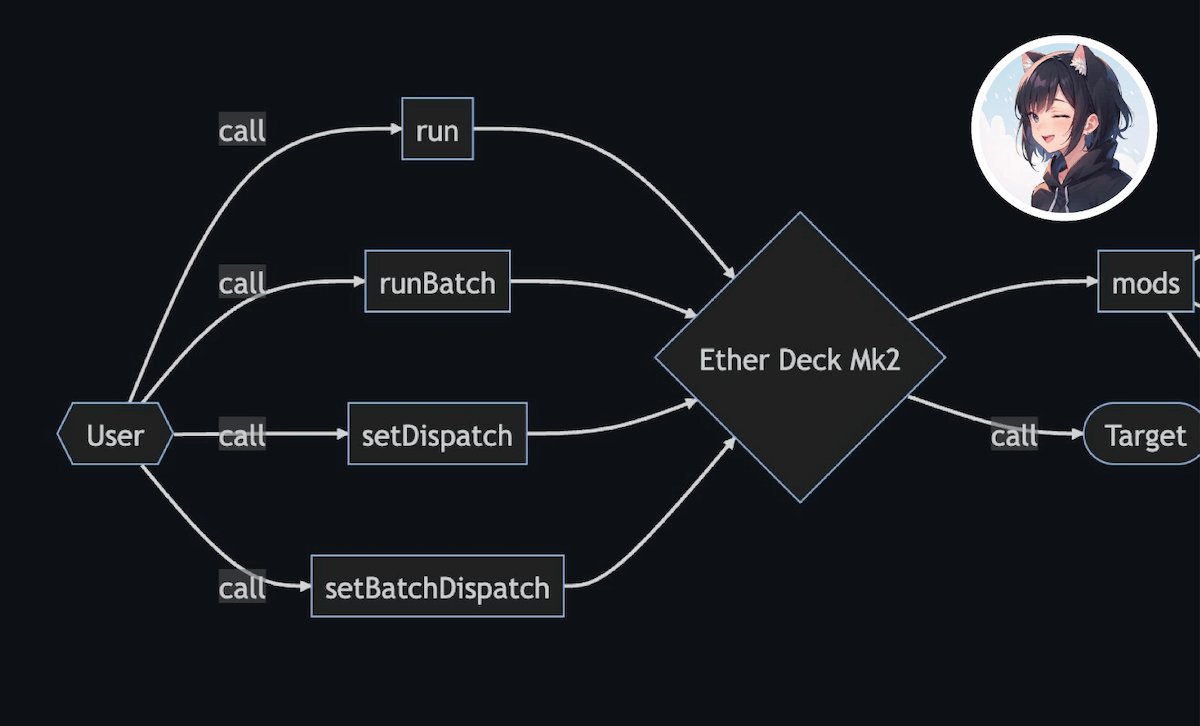 call
run
call
runBatch
mods
Ether Deck Mk2
User
call
setDispatch
call
Target
call
setBatchDispatch